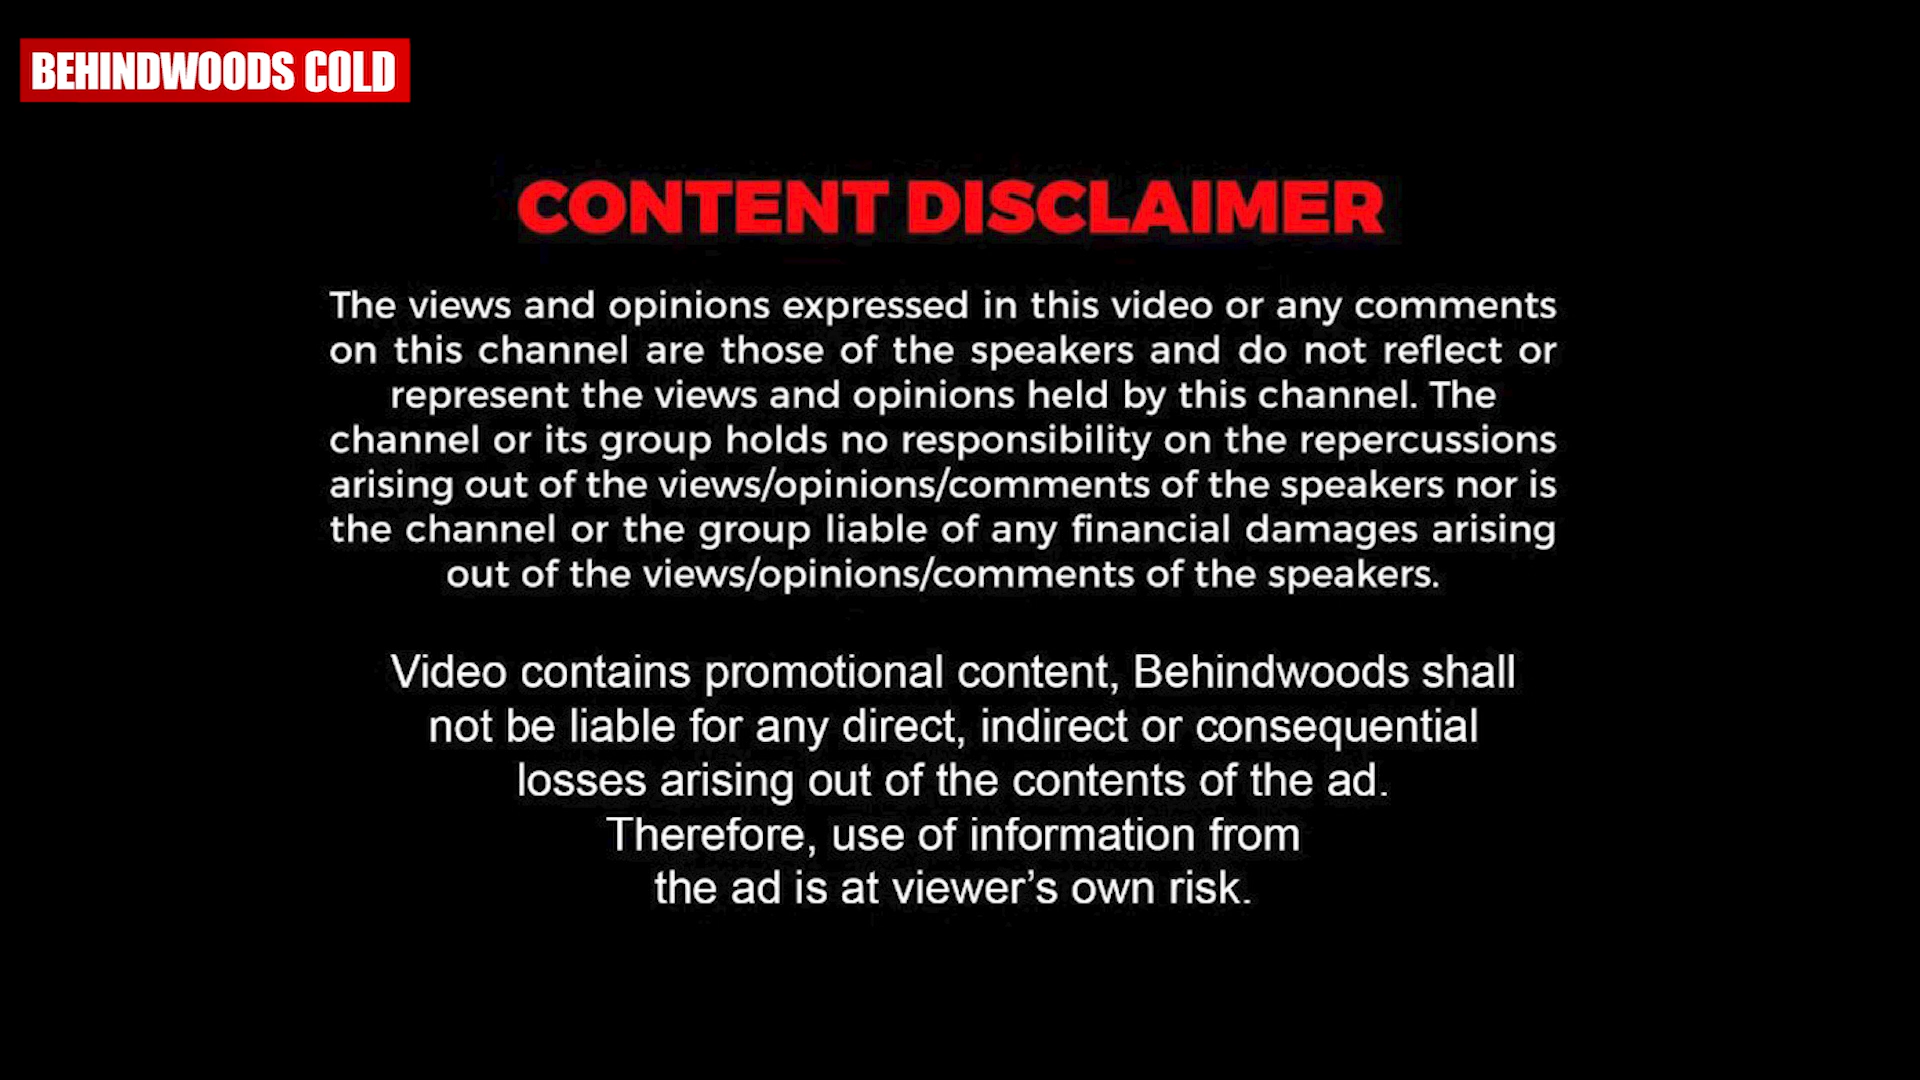 BEHINDWOODS COLD
CONTENT DISCLAIMER
The views and opinions expressed in this video or any comments
on this channel are those of the speakers and do not reflect or
represent the views and opinions held by this channel. The
channel or its group holds no responsibility on the repercussions
arising out of the views/opinions/comments of the speakers nor is
the channel or the group liable of any financial damages arising
out of the views/opinions/comments of the speakers.
Video contains promotional content, Behindwoods shall
not be liable for any direct, indirect or consequential
losses arising out of the contents of the ad.
Therefore, use of information from
the ad is at viewer’s own risk.